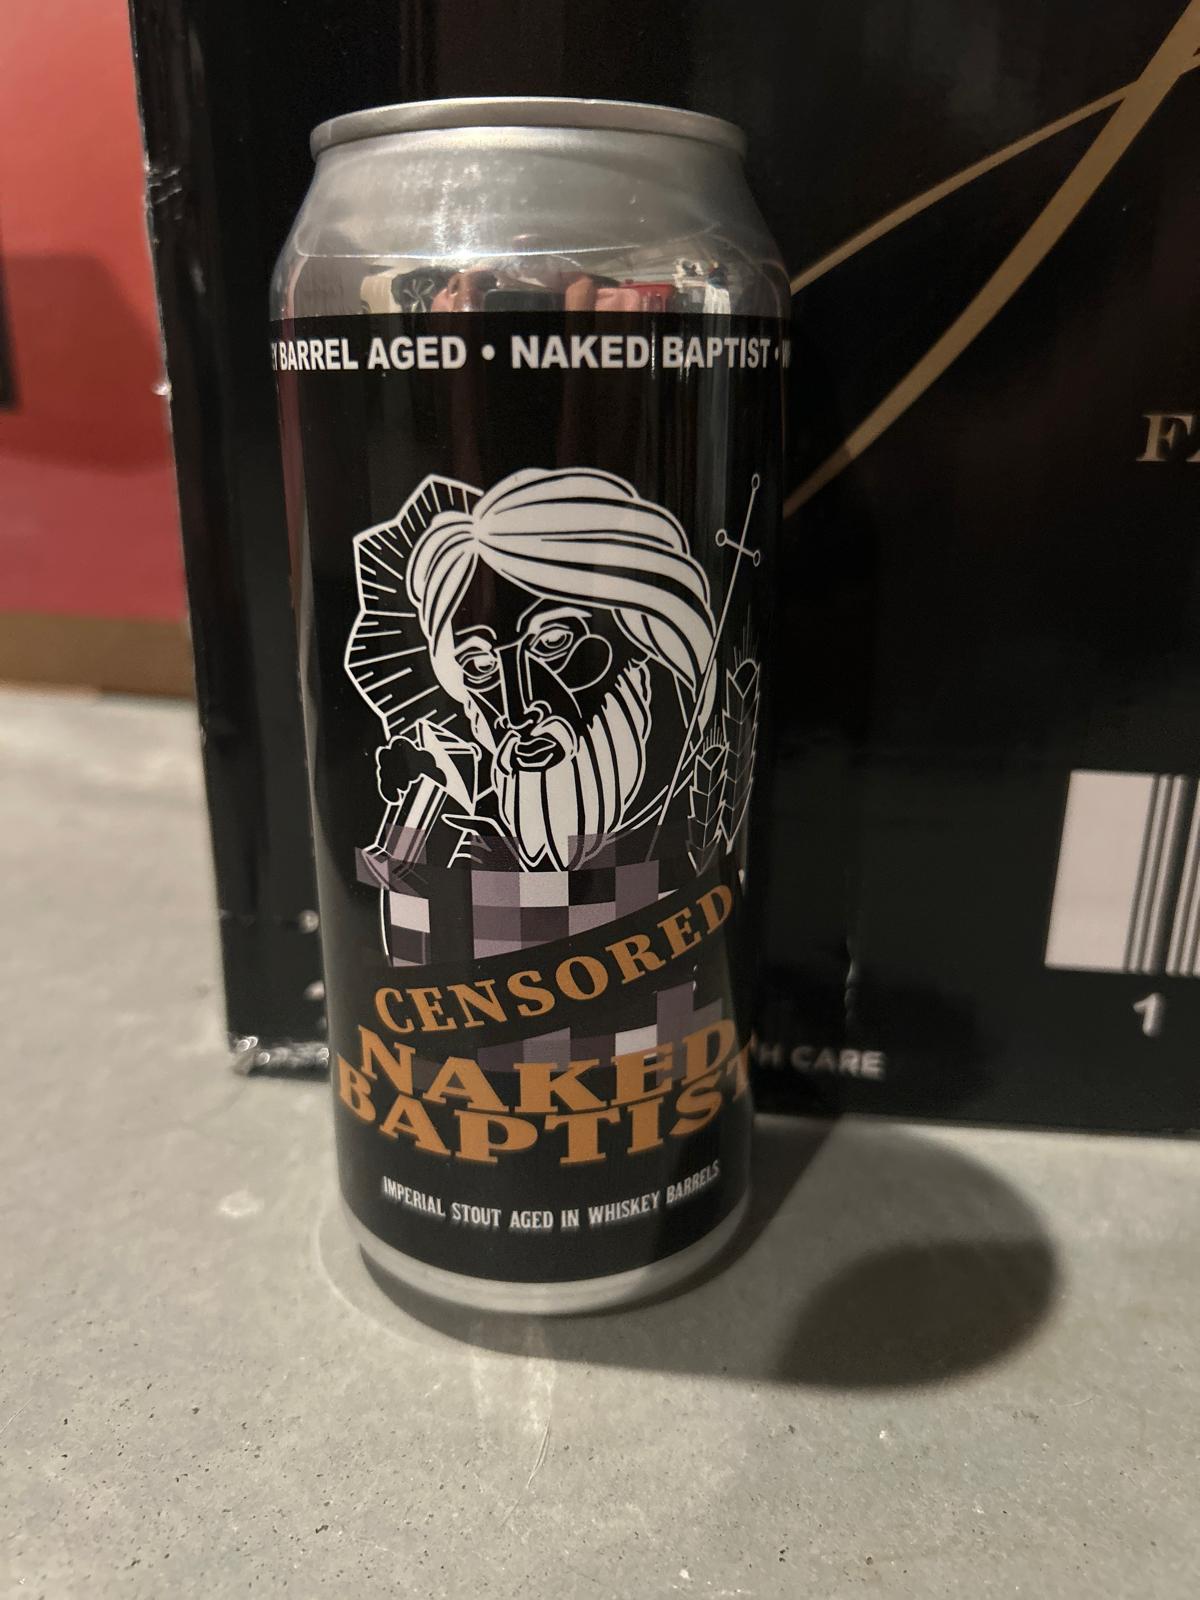 BARREL AGED • NAKED BAPTIST •
CENSORED
NAKED
BAPTIST
IMPERIAL STOUT AGED IN WHISKEY BARRELS
CARE
1